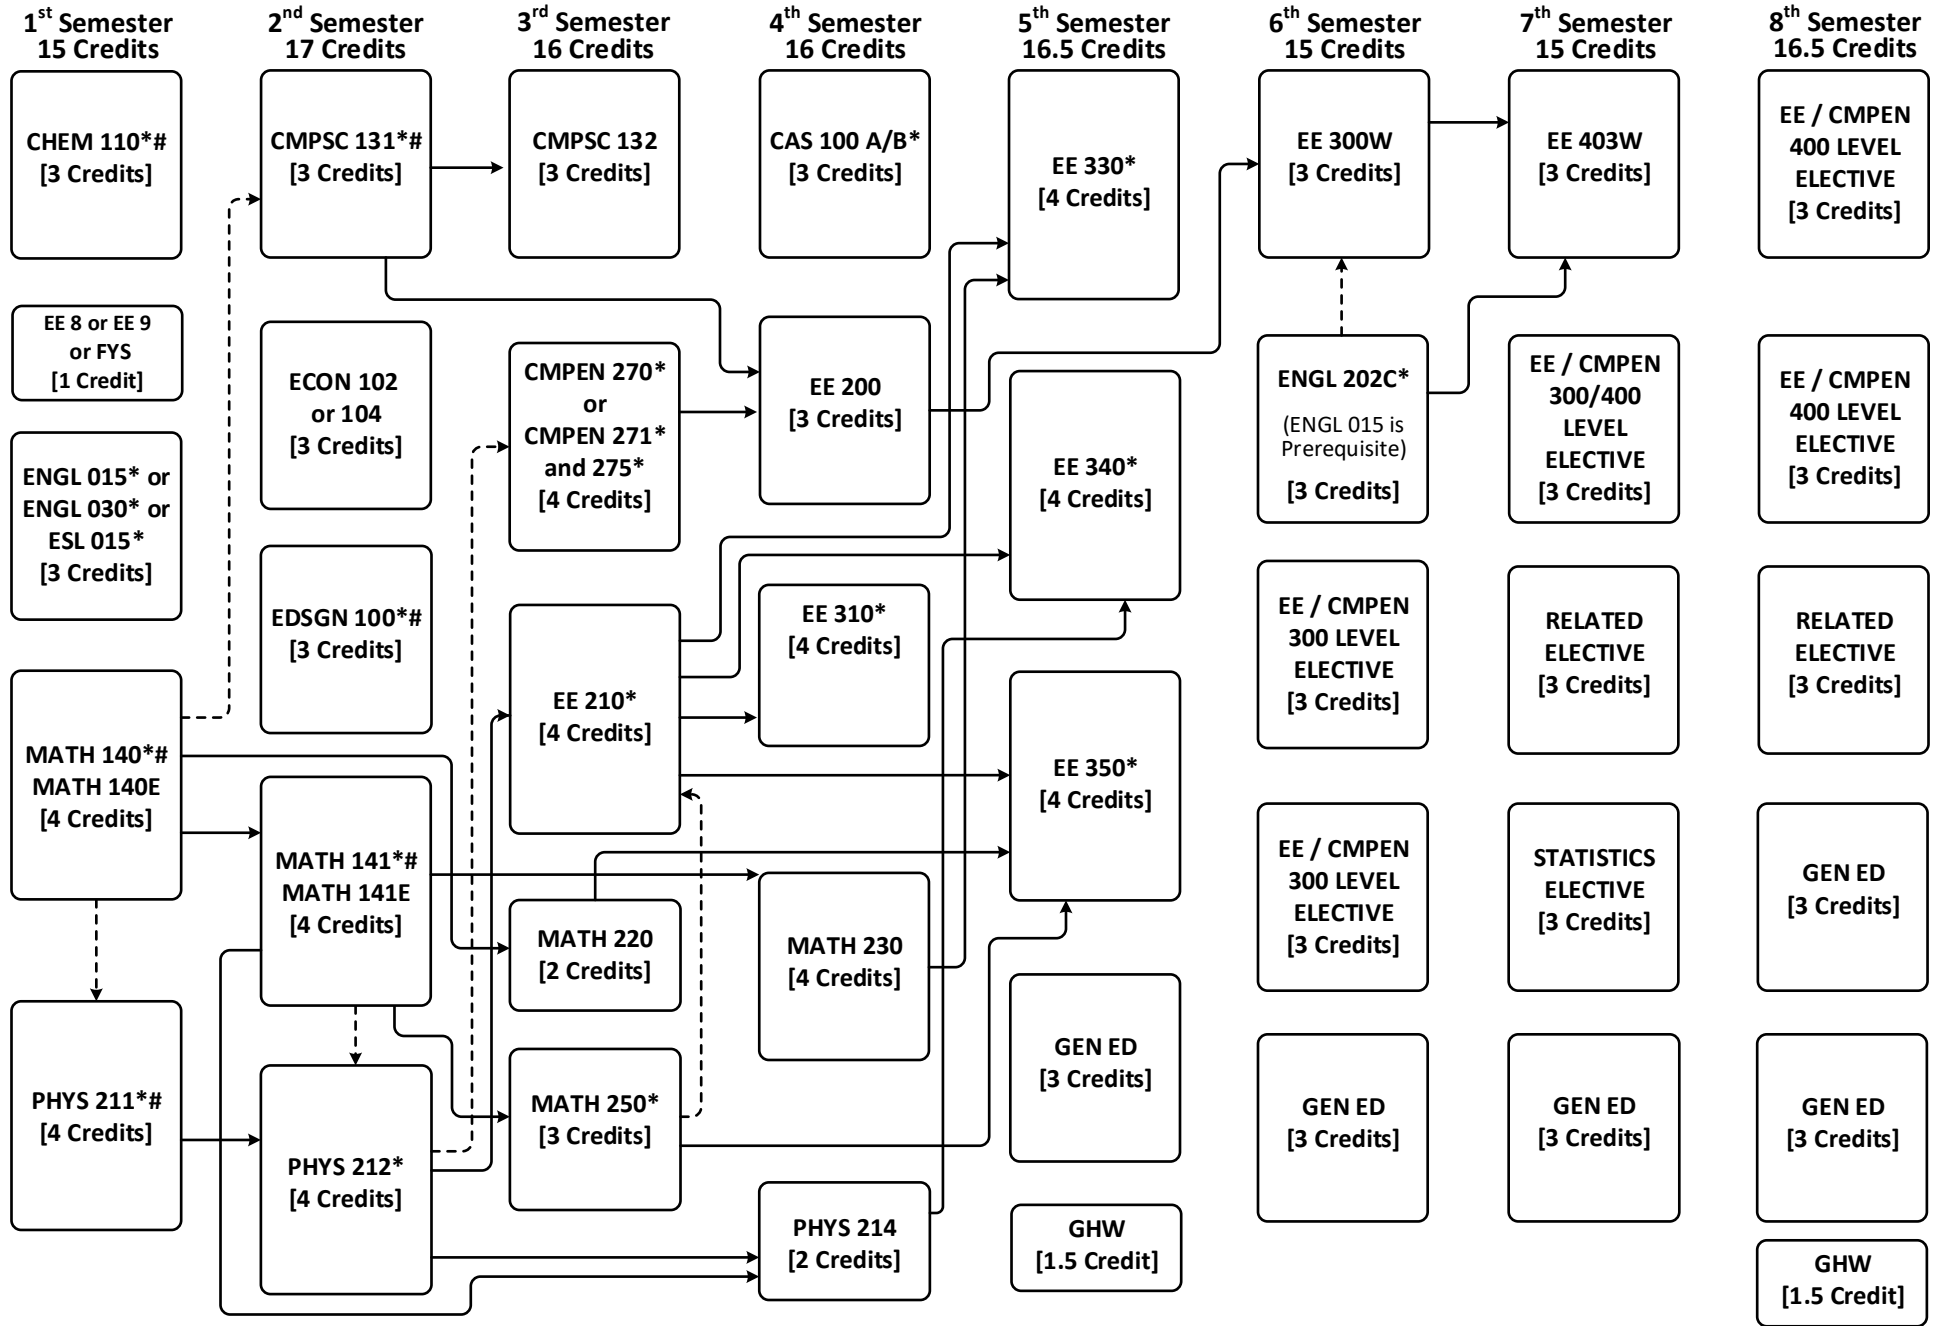 1st Semester
15 Credits
CHEM 110*#
[3 Credits]
EE 8 or EE 9
or FYS
[1 Credit]
ENGL 015* or
ENGL 030* or
ESL 015*
[3 Credits]
MATH 140*#
MATH 140E
[4 Credits]
PHYS 211*#
[4 Credits]
2nd Semester
17 Credits
CMPSC 131*#
[3 Credits]
ECON 102
or 104
[3 Credits]
EDSGN 100*#
[3 Credits]
MATH 141*#
MATH 141E
[4 Credits]
PHYS 212*
[4 Credits]
3rd Semester
16 Credits
CMPSC 132
[3 Credits]
CMPEN 270*
or
CMPEN 271*
and 275*
[4 Credits]
EE 210*
[4 Credits]
MATH 220
[2 Credits]
MATH 250*
[3 Credits]
4th Semester
16 Credits
CAS 100 A/B*
[3 Credits]
EE 200
[3 Credits]
EE 310*
[4 Credits]
MATH 230
[4 Credits]
PHYS 214
[2 Credits]
5th Semester
16.5 Credits
EE 330*
[4 Credits]
EE 340*
[4 Credits]
EE 350*
[4 Credits]
GEN ED
[3 Credits]
GHW
[1.5 Credit]
6th Semester
15 Credits
EE 300W
[3 Credits]
ENGL 202C*
(ENGL 015 is
Prerequisite)
[3 Credits]
EE / CMPEN
300 LEVEL
ELECTIVE
[3 Credits]
EE / CMPEN
300 LEVEL
ELECTIVE
[3 Credits]
GEN ED
[3 Credits]
7th Semester
15 Credits
EE 403W
[3 Credits]
EE / CMPEN
300/400
LEVEL
ELECTIVE
[3 Credits]
RELATED
ELECTIVE
[3 Credits]
STATISTICS
ELECTIVE
[3 Credits]
GEN ED
[3 Credits]
8th Semester
16.5 Credits
EE / CMPEN
400 LEVEL
ELECTIVE
[3 Credits]
EE / CMPEN
400 LEVEL
ELECTIVE
[3 Credits]
RELATED
ELECTIVE
[3 Credits]
GEN ED
[3 Credits]
GEN ED
[3 Credits]
GHW
[1.5 Credit]